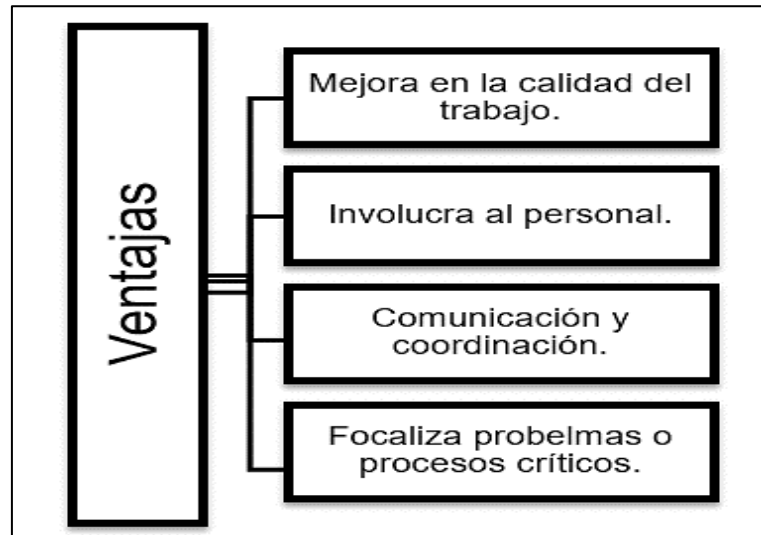 Ventajas
Mejora en la calidad del
trabajo.
Involucra al personal.
Comunicación y
coordinación.
Focaliza probelmas o
procesos críticos.